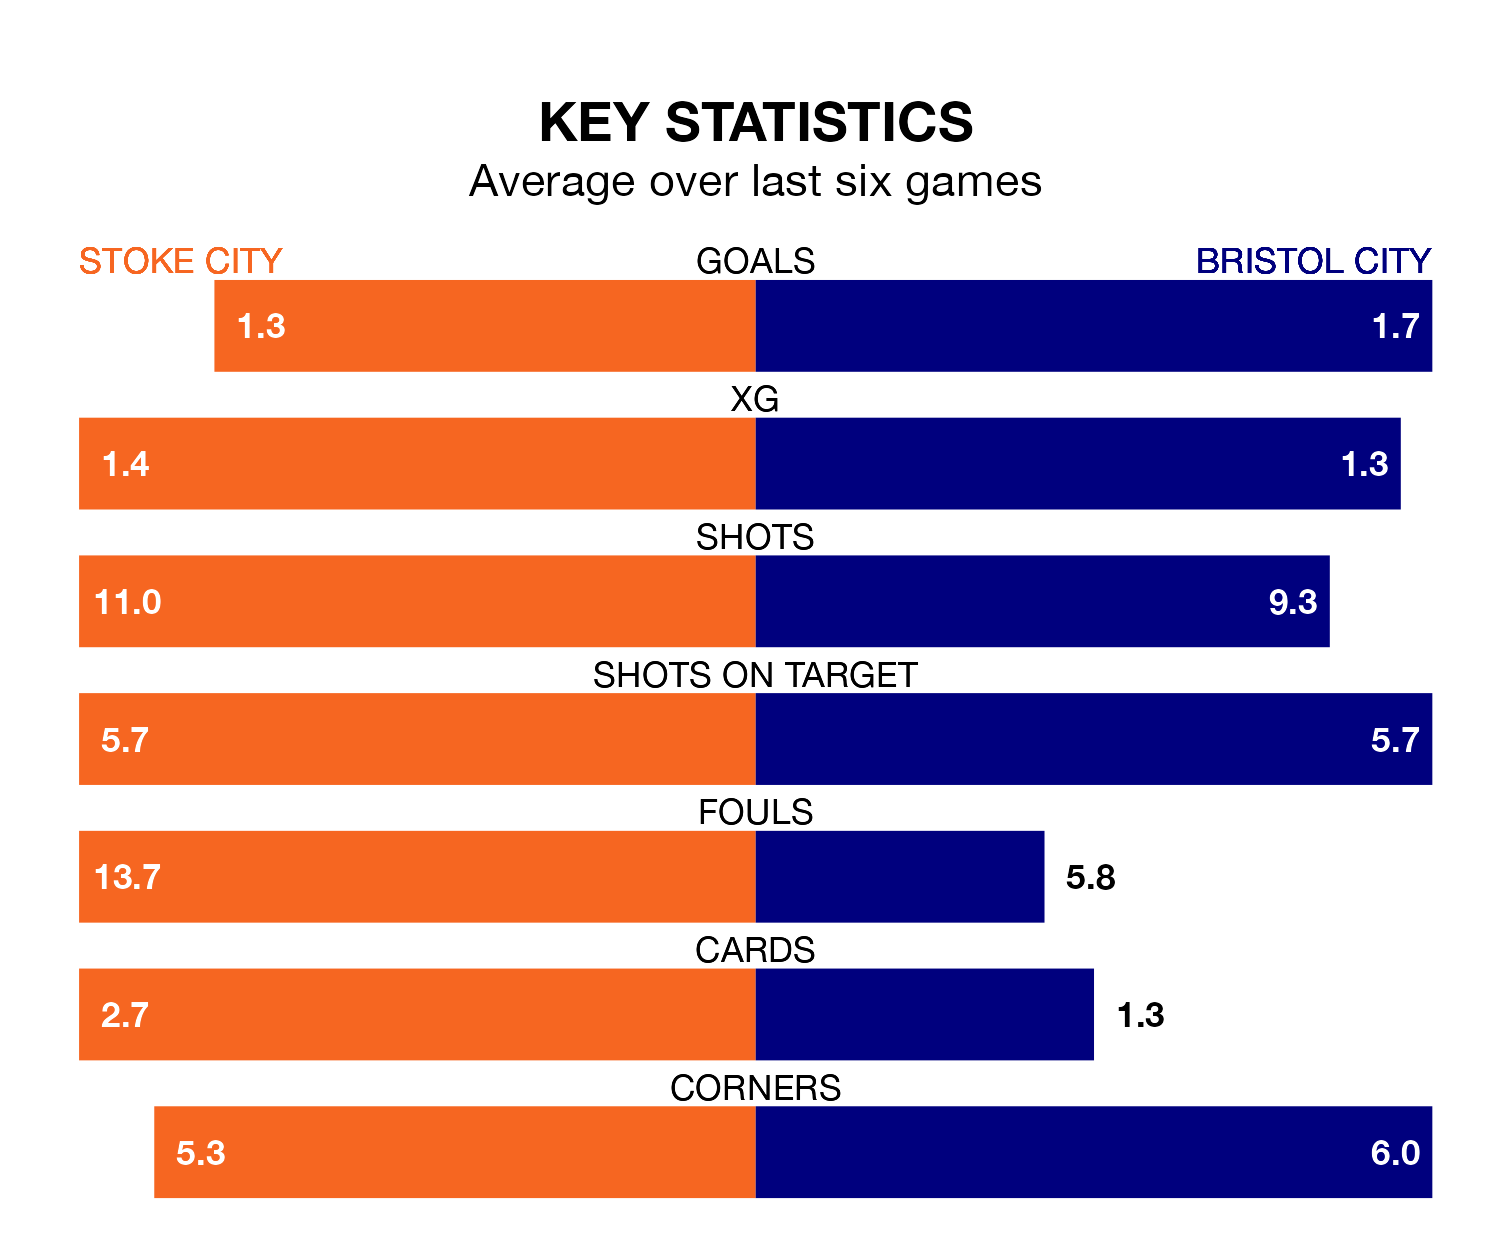 KEY STATISTICS
Average over last six games
STOKE CITY GOALS BRISTOL CITY
1.3 1.7
XG
1.4 1.3
SHOTS
11.0 9.3
SHOTS ON TARGET
5.7 5.7
FOULS
13.7 5.8
CARDS
2.7 1.3
CORNERS
5.3 6.0